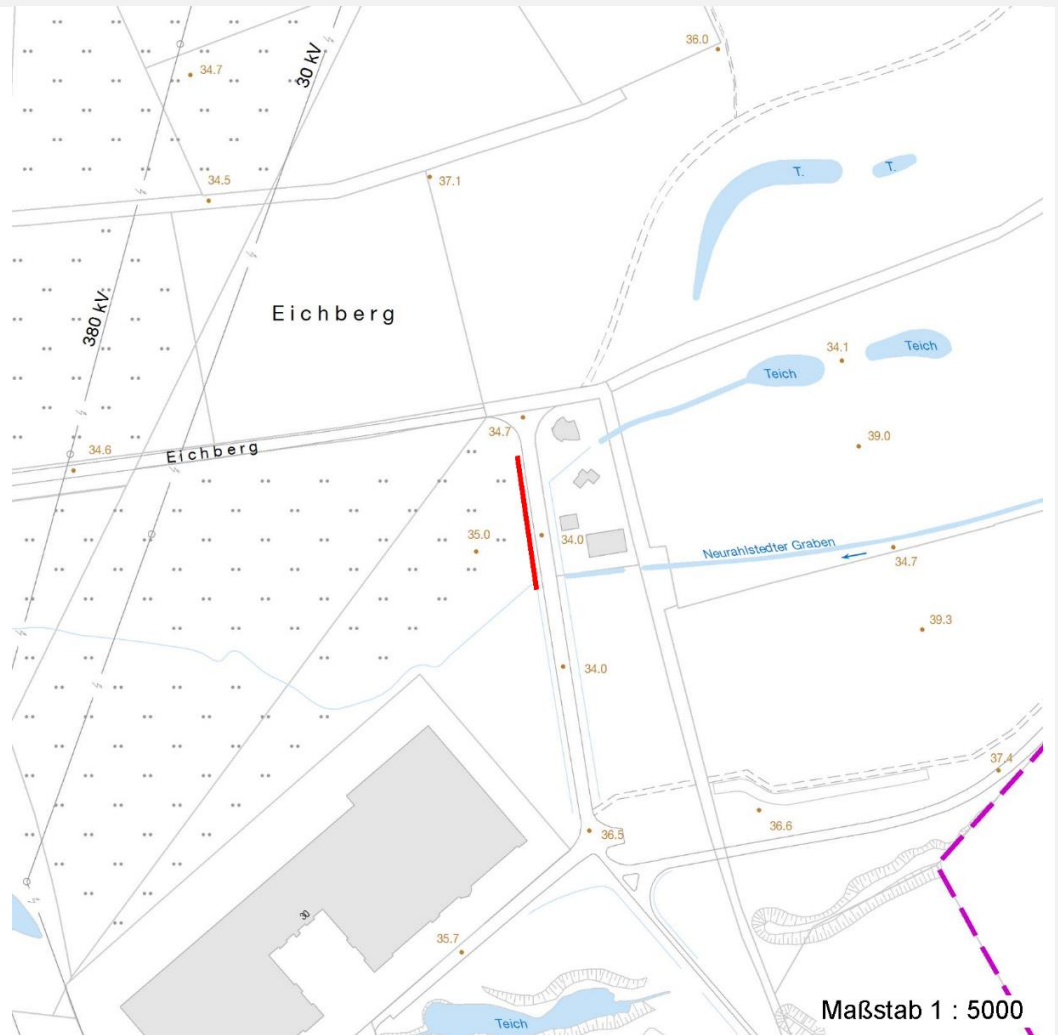 36.0
30 kV
34.7
T.
T.
34.5
37.1
380 kV
Eichberg
34.1
Teich
Teich
34.7
39.0
34.6
Eichberg
35.0
34.0
Neurahlstedter Graben
34.7
39.3
34.0
37.4
36.6
36.5
30
35.7
Teich
Maßstab 1 : 5000